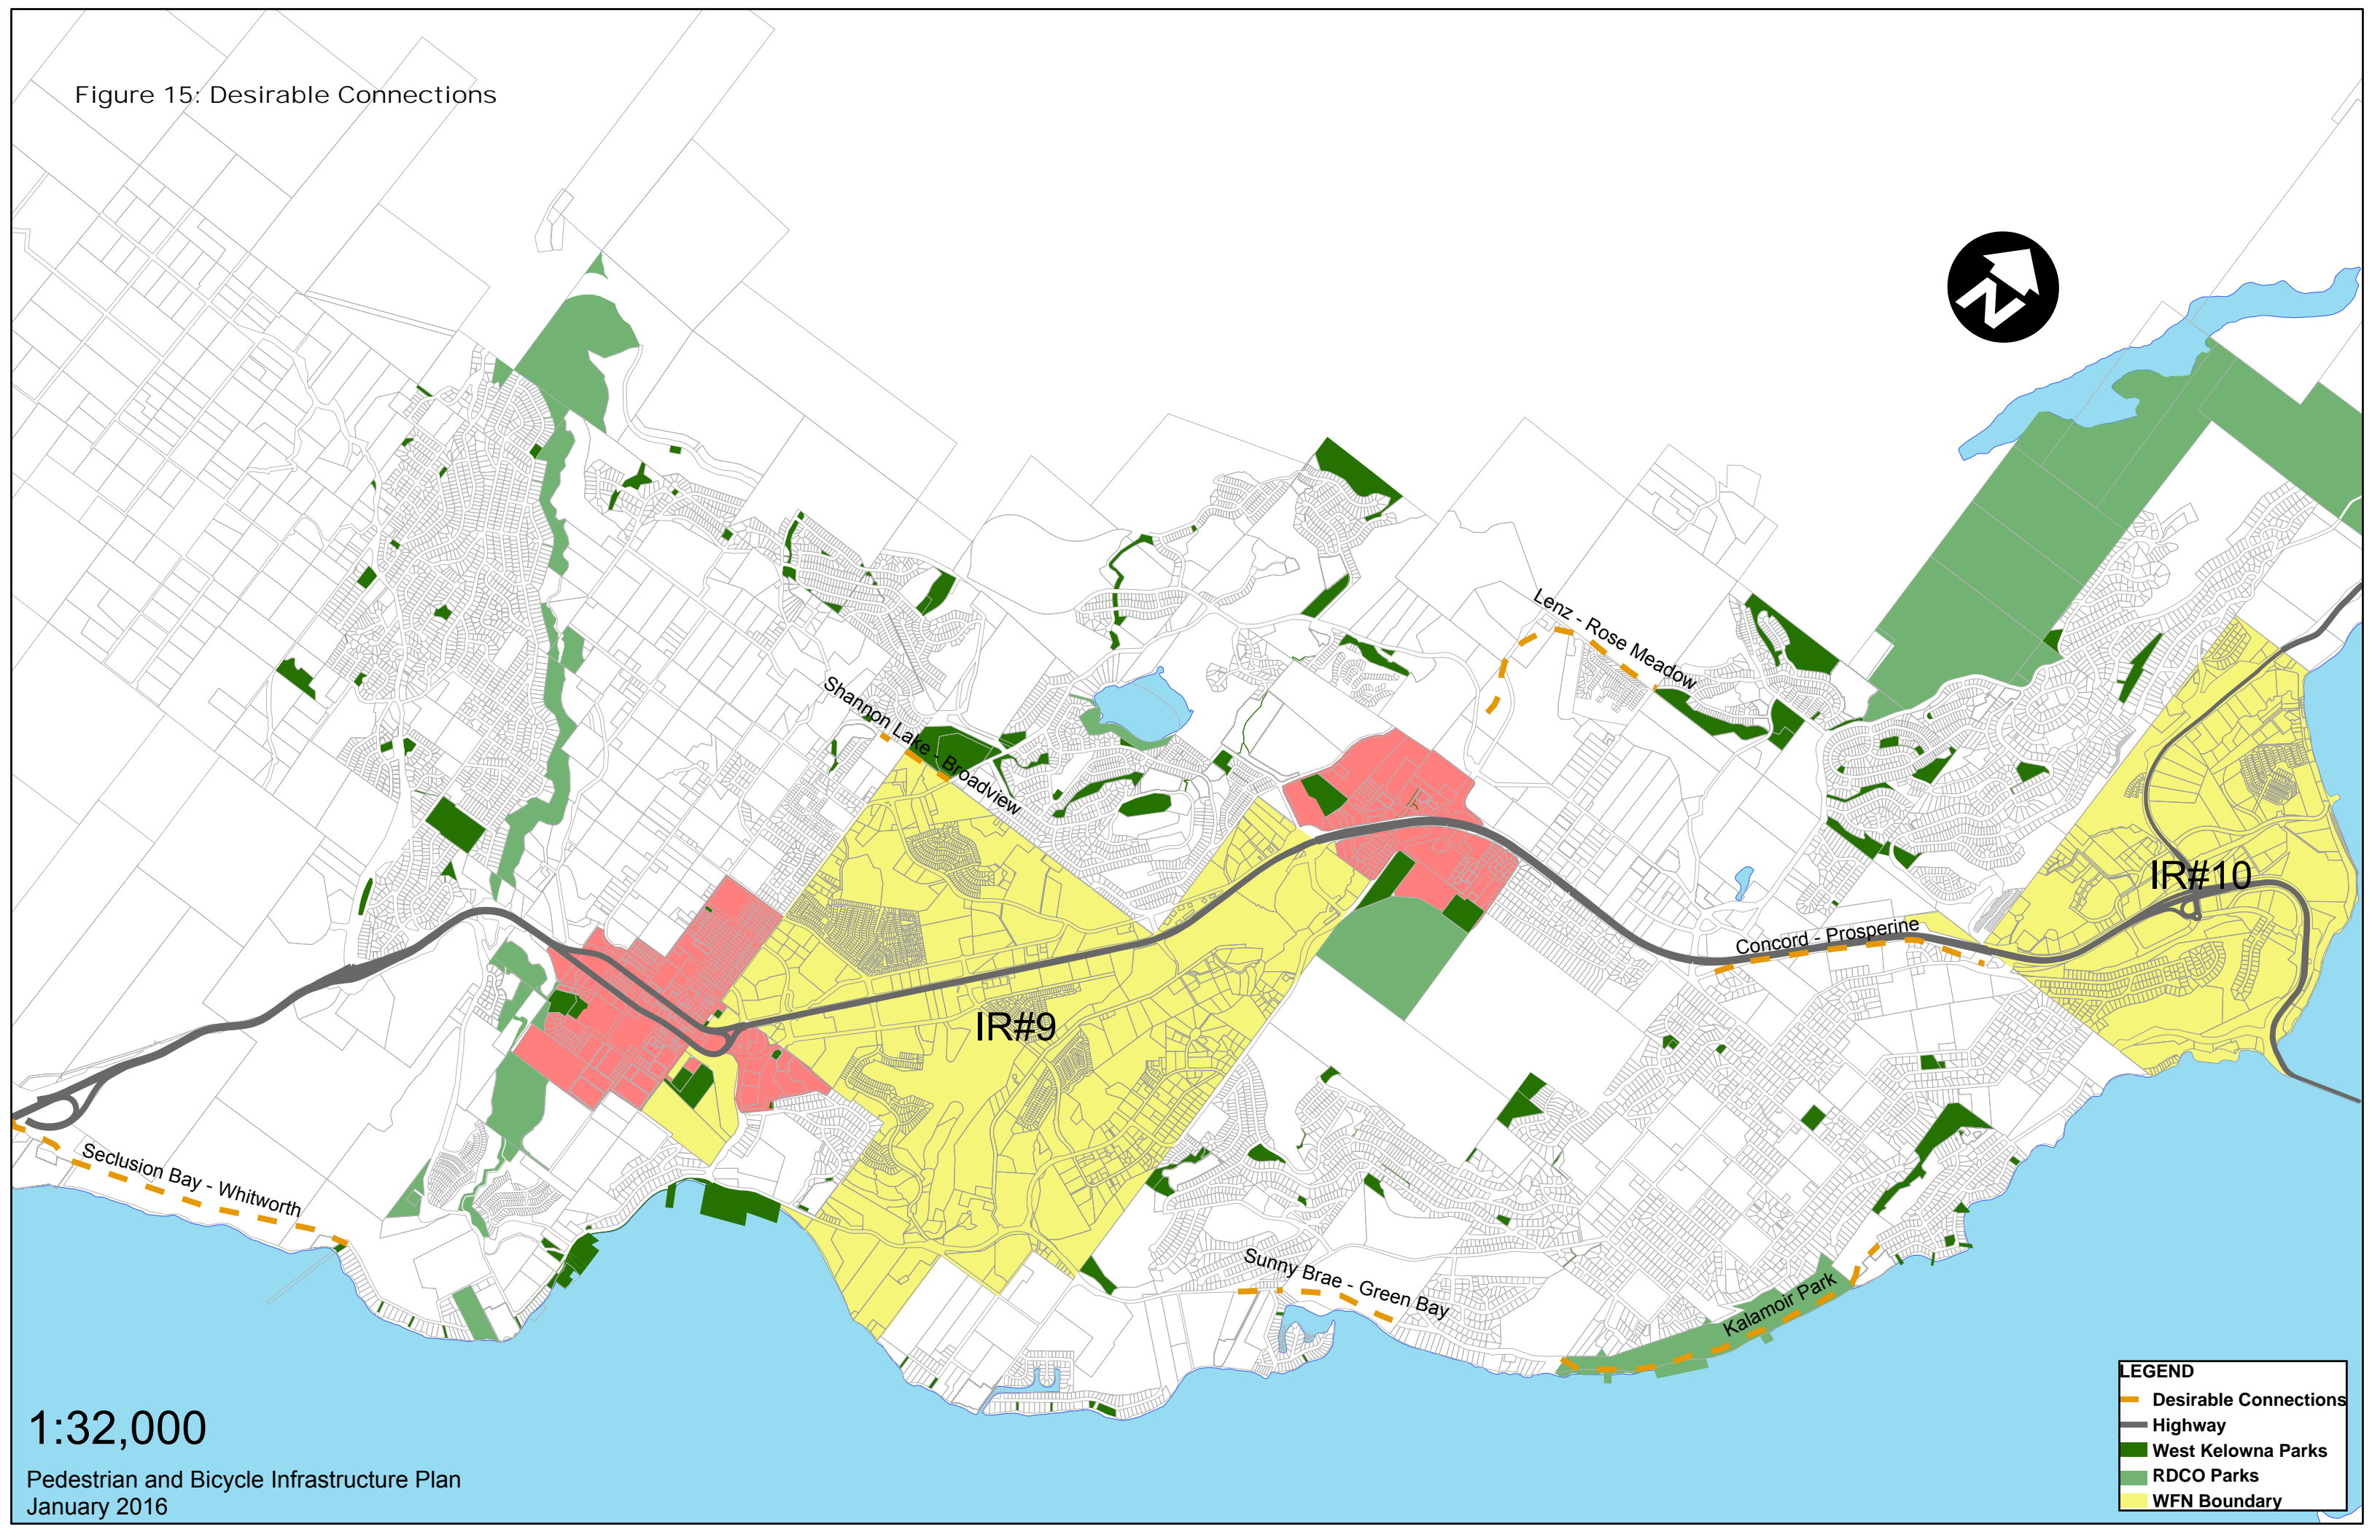 Figure 15: Desirable Connections
N
Lenz - Rose Meadow
Shannon Lake - Broadview
IR#10
Concord - Prosperine
IR#9
Seclusion Bay - Whitworth
Sunny Brae - Green Bay
Kalamoir Park
LEGEND
Desirable Connections
Highway
West Kelowna Parks
RDCO Parks
WFN Boundary
1:32,000
Pedestrian and Bicycle Infrastructure Plan
January 2016